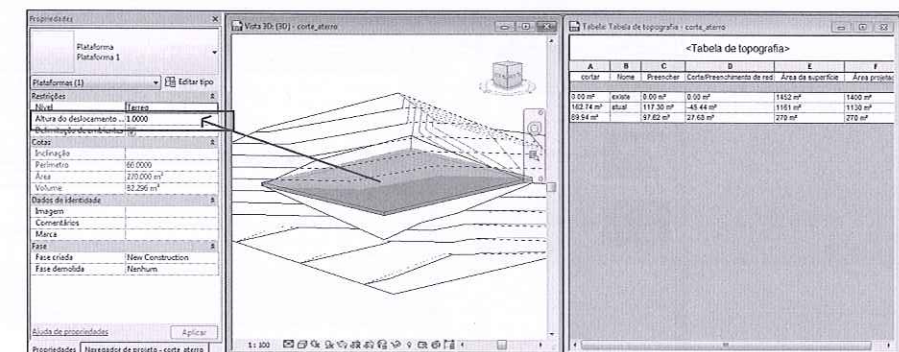 Propriedades
Plataforma
Plataforma 1
Plataformas (1)
Editar tipo
Restrições
Nível Terreo
Altura do deslocamento ... 1.0000
Delimitação de ambientes
Cotas
Inclinação
Perímetro 66.0000
Área 270.000 m²
Volume 82.296 m³
Dados de identidade
Imagem
Comentários
Marca
Fase
Fase criada New Construction
Fase demolida Nenhum
Ajuda de propriedades
Aplicar
Propriedades Navegador de projeto - corte_aterro
Vista 3D: {3D} - corte_aterro
1 : 100
Tabela: Tabela de topografia - corte_aterro
<Tabela de topografia>
A B C D E F
cortar Nome Preencher Corte/Preenchimento de red Área da superfície Área projetad
0.00 m³ existe 0.00 m³ 0.00 m³ 1452 m² 1400 m²
162.74 m³ atual 117.30 m³ -45.44 m³ 1161 m² 1130 m²
69.94 m³ 97.62 m³ 27.68 m³ 270 m² 270 m²